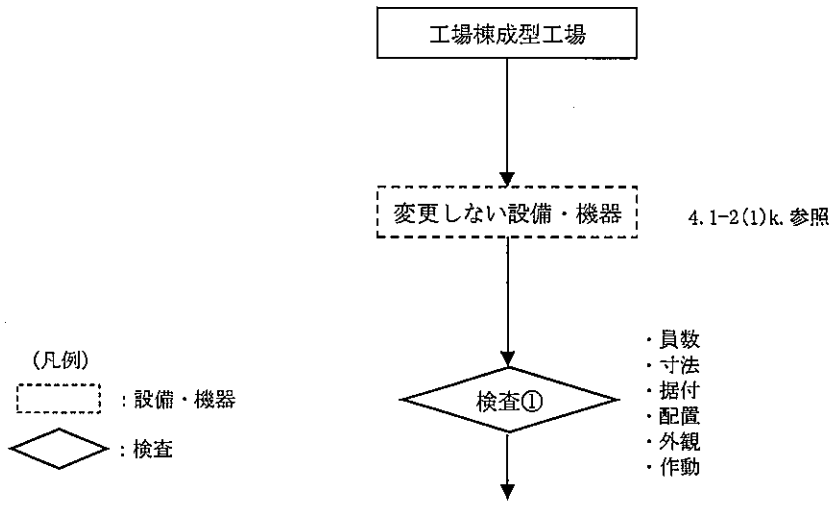 工場棟成型工場
変更しない設備・機器
4.1-2(1)k.参照
・員数
・寸法
・据付
・配置
・外観
・作動
検査①
(凡例)
：設備・機器
：検査